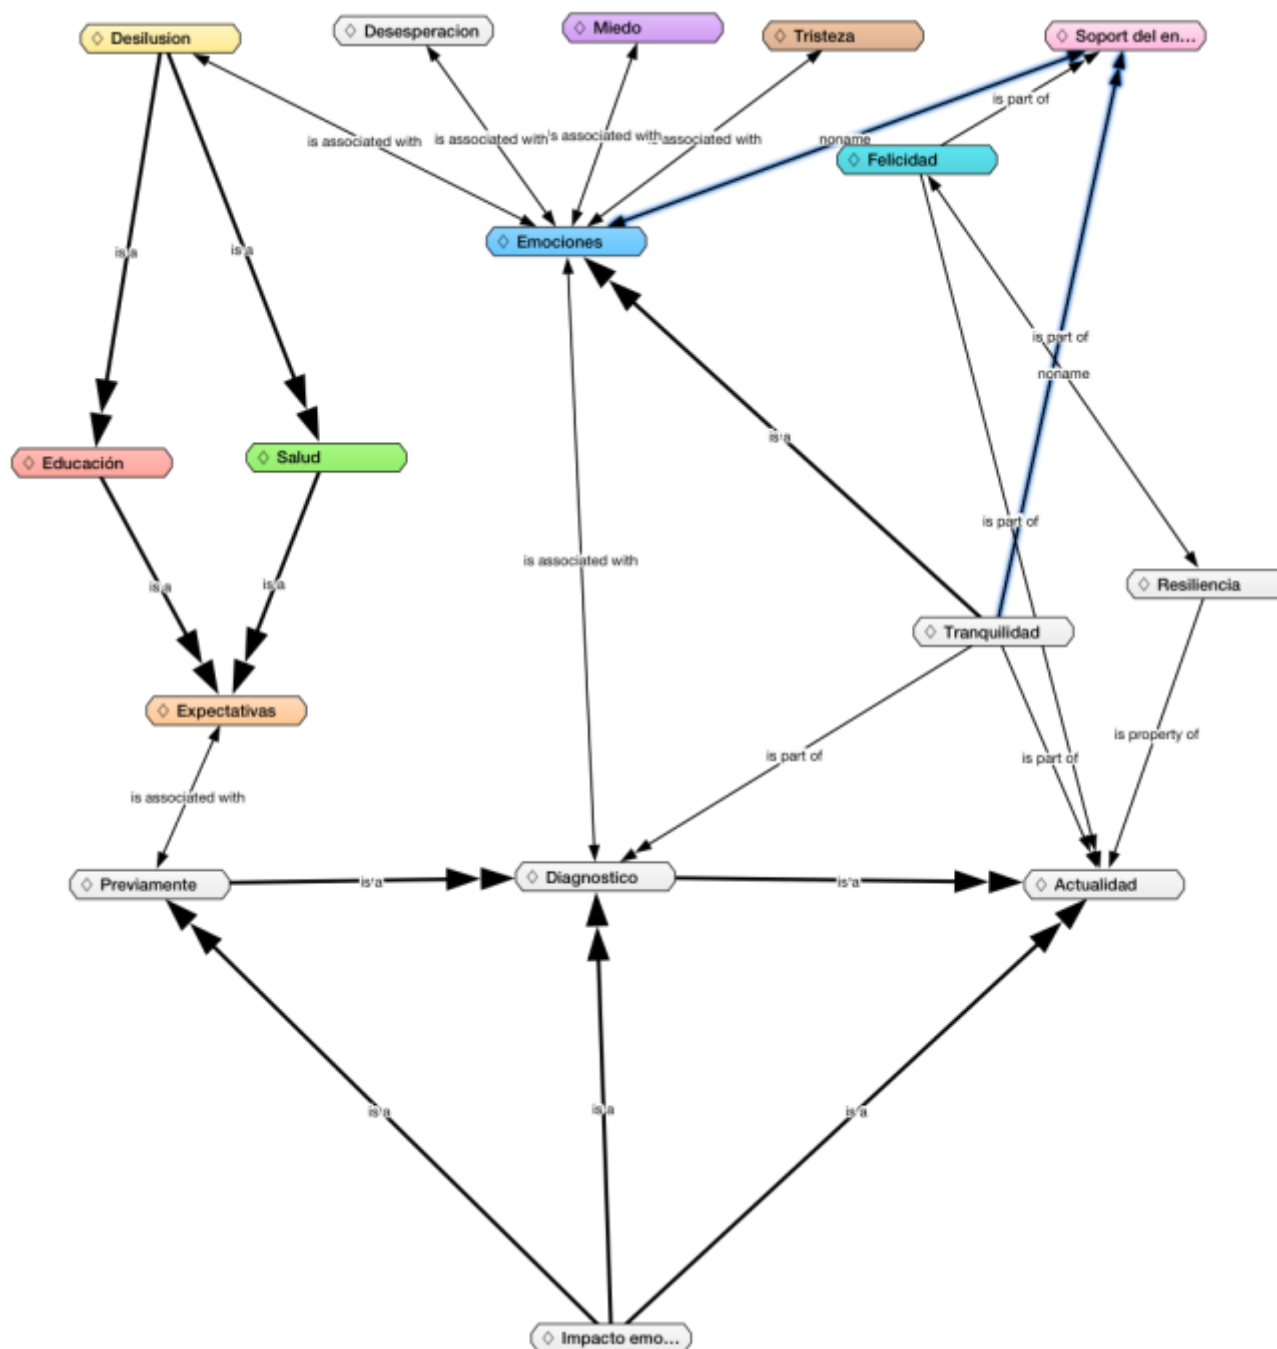 Desilusion
Desesperacion
Miedo
Tristeza
Soport del en...
is part of
is associated with
is associated with
is associated with
associated with
noname
Felicidad
Emociones
is a
is a
is part of
noname
is a
Educación
Salud
is part of
is associated with
is a
is a
Resiliencia
Tranquilidad
Expectativas
is property of
is part of
is part of
is associated with
Previamente
is a
Diagnostico
is a
Actualidad
is a
is a
is a
Impacto emo...